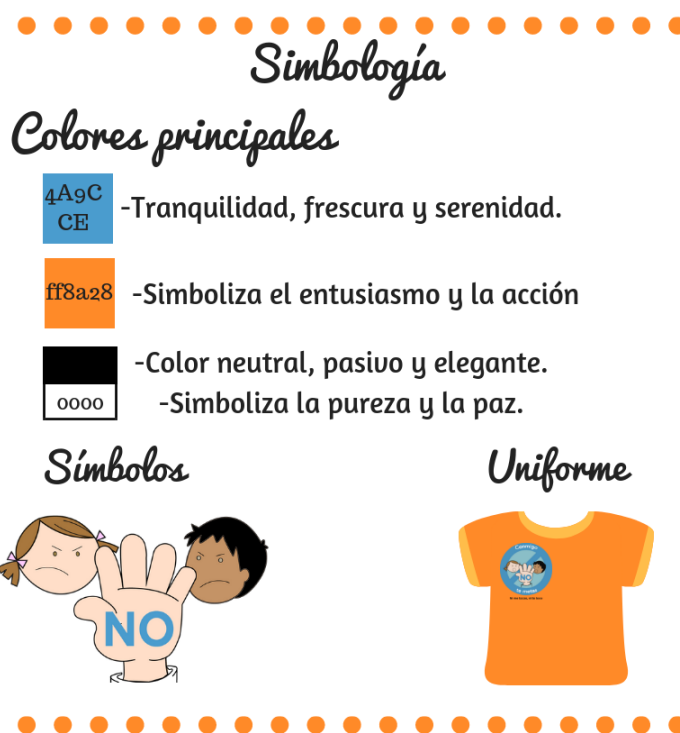 Simbología
Colores principales
4A9C
CE
-Tranquilidad, frescura y serenidad.
ff8a28
-Simboliza el entusiasmo y la acción
-Color neutral, pasivo y elegante.
0000
-Simboliza la pureza y la paz.
Símbolos
Uniforme
NO
NO